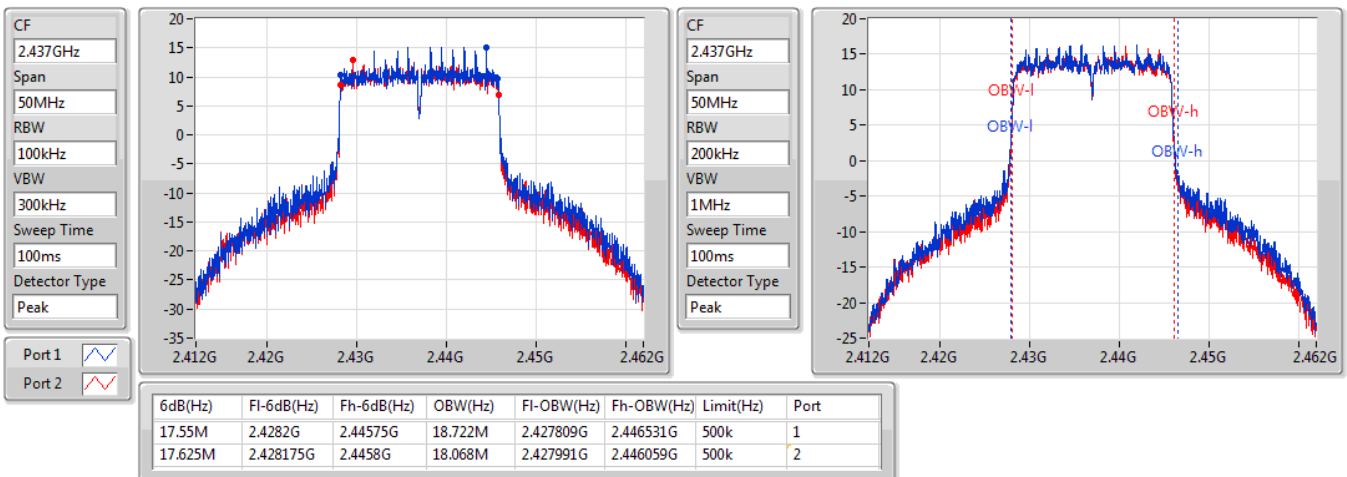 CF
2.437GHz
Span
50MHz
RBW
100kHz
VBW
300kHz
Sweep Time
100ms
Detector Type
Peak
Port 1
Port 2
20
15
10
5
0
-5
-10
-15
-20
-25
-30
-35
2.412G 2.42G 2.43G 2.44G 2.45G 2.462G
CF
2.437GHz
Span
50MHz
RBW
200kHz
VBW
1MHz
Sweep Time
100ms
Detector Type
Peak
20
15
10
5
0
-5
-10
-15
-20
-25
OBW-l
OBW-h
OBW-l
OBW-h
2.412G 2.42G 2.43G 2.44G 2.45G 2.462G
6dB(Hz) Fl-6dB(Hz) Fh-6dB(Hz) OBW(Hz) Fl-OBW(Hz) Fh-OBW(Hz) Limit(Hz) Port
17.55M 2.4282G 2.44575G 18.722M 2.427809G 2.446531G 500k 1
17.625M 2.428175G 2.4458G 18.068M 2.427991G 2.446059G 500k 2